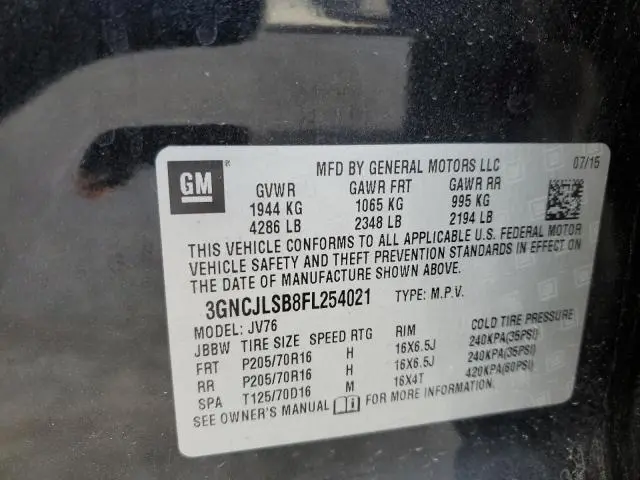 GM
MFD BY GENERAL MOTORS LLC 07/15
GVWR GAWR FRT GAWR RR
1944 KG 1065 KG 995 KG
4286 LB 2348 LB 2194 LB
THIS VEHICLE CONFORMS TO ALL APPLICABLE U.S. FEDERAL MOTOR
VEHICLE SAFETY AND THEFT PREVENTION STANDARDS IN EFFECT ON
THE DATE OF MANUFACTURE SHOWN ABOVE.
3GNCJLSB8FL254021 TYPE: M.P.V.
MODEL: JV76
JBBW TIRE SIZE SPEED RTG RIM COLD TIRE PRESSURE
FRT P205/70R16 H 16X6.5J 240KPA(35PSI)
RR P205/70R16 H 16X6.5J 240KPA(35PSI)
SPA T125/70D16 M 16X4T 420KPA(60PSI)
SEE OWNER'S MANUAL FOR MORE INFORMATION.